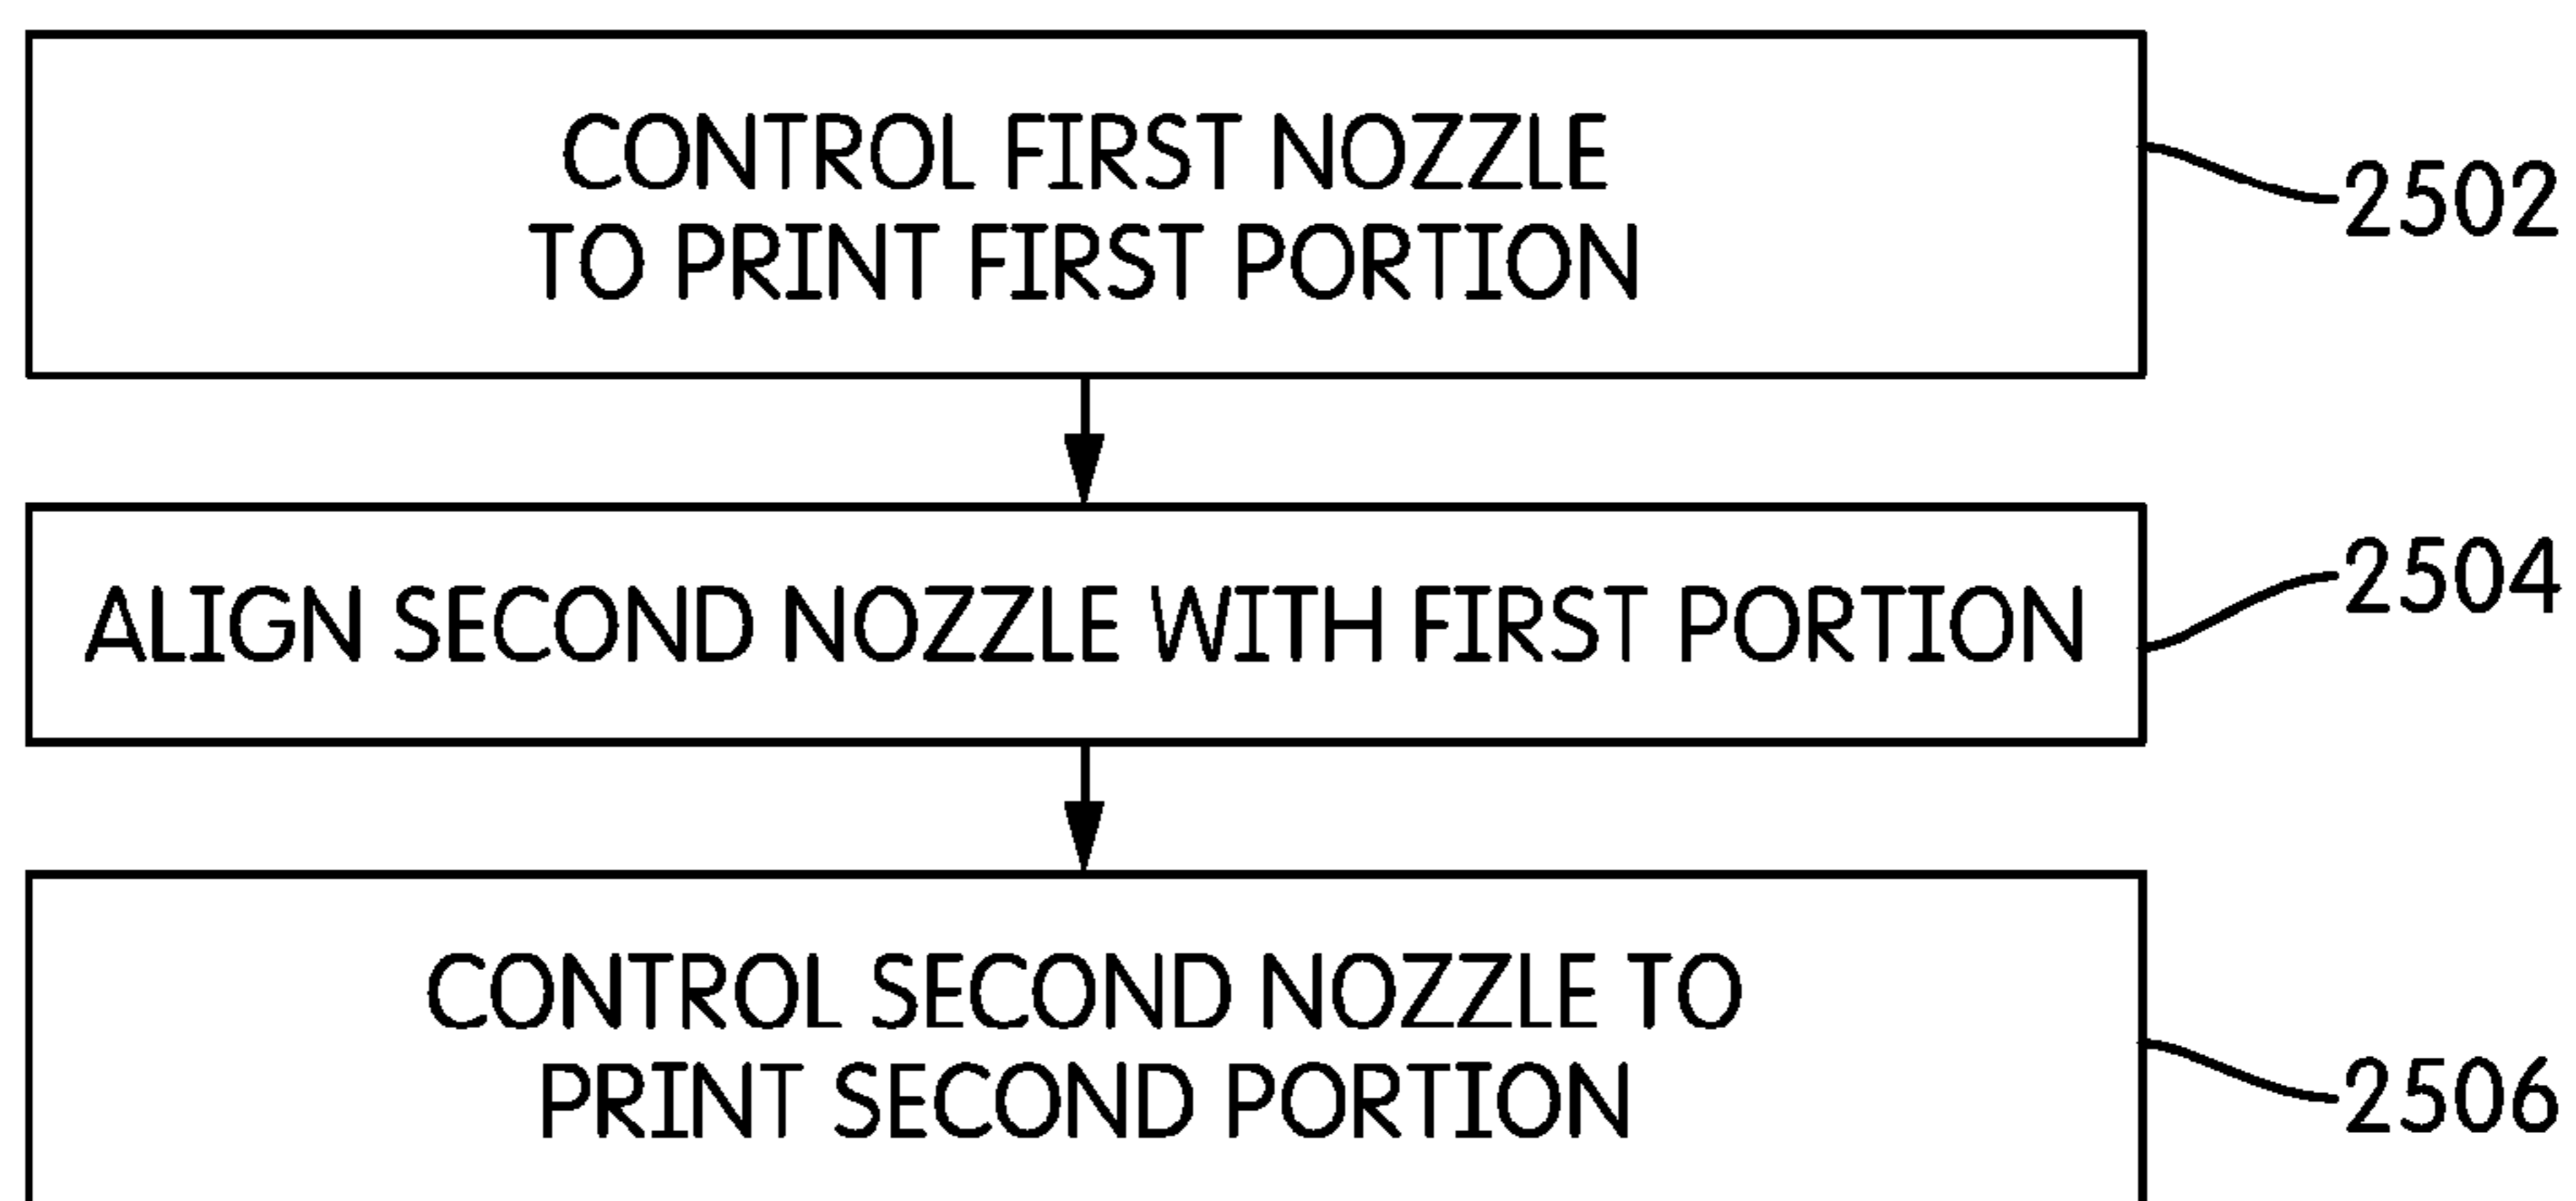 CONTROL FIRST NOZZLE
TO PRINT FIRST PORTION
2502
ALIGN SECOND NOZZLE WITH FIRST PORTION
2504
CONTROL SECOND NOZZLE TO
PRINT SECOND PORTION
2506